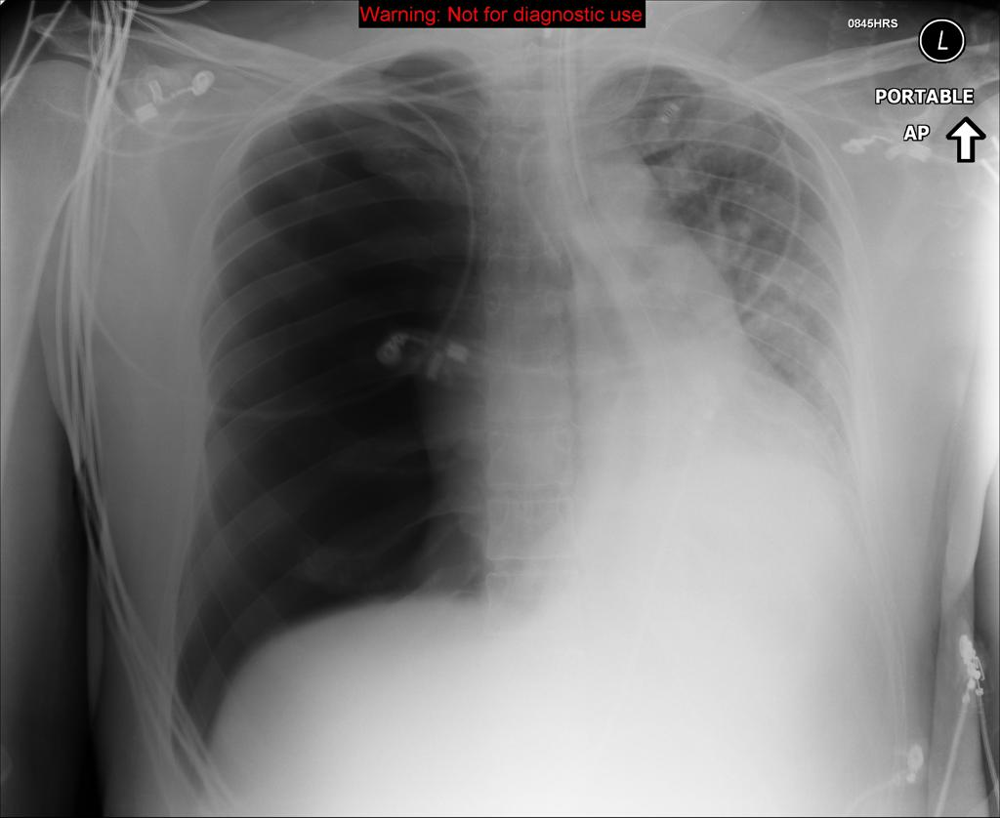 Warning: Not for diagnostic use
0845HRS
L
PORTABLE
AP